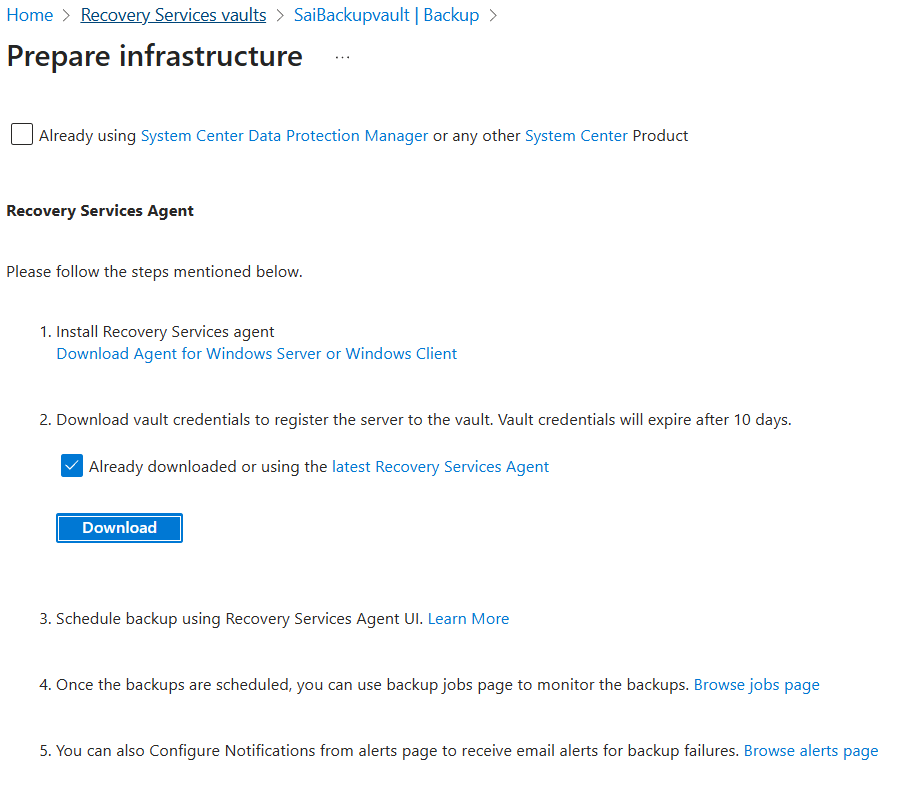 Home > Recovery Services vaults > SaiBackupvault | Backup >
Prepare infrastructure ...
Already using System Center Data Protection Manager or any other System Center Product
Recovery Services Agent
Please follow the steps mentioned below.
1. Install Recovery Services agent
Download Agent for Windows Server or Windows Client
2. Download vault credentials to register the server to the vault. Vault credentials will expire after 10 days.
Already downloaded or using the latest Recovery Services Agent
Download
3. Schedule backup using Recovery Services Agent UI. Learn More
4. Once the backups are scheduled, you can use backup jobs page to monitor the backups. Browse jobs page
5. You can also Configure Notifications from alerts page to receive email alerts for backup failures. Browse alerts page